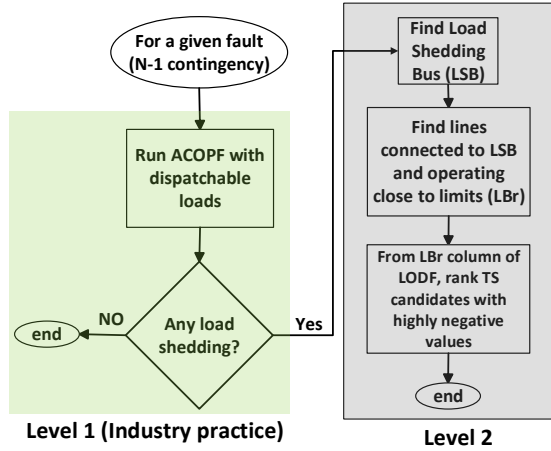 For a given fault
(N-1 contingency)
Run ACOPF with
dispatchable
loads
Any load
shedding?
NO
end
Yes
Level 1 (Industry practice)
Find Load
Shedding
Bus (LSB)
Find lines
connected to LSB
and operating
close to limits (LBr)
From LBr column of
LODF, rank TS
candidates with
highly negative
values
end
Level 2